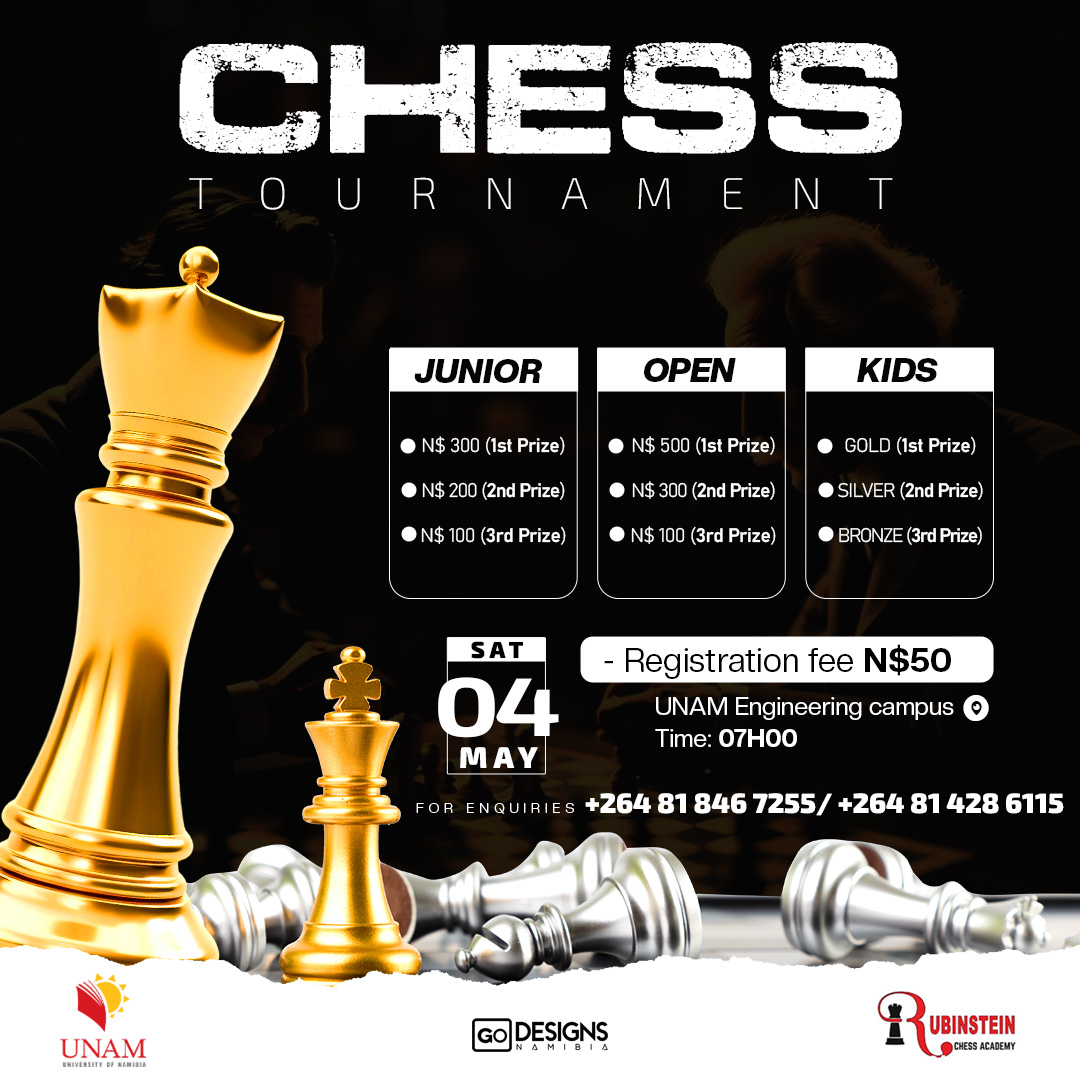 CHESS
TOURNAMENT
JUNIOR
N$ 300 (1st Prize)
N$ 200 (2nd Prize)
N$ 100 (3rd Prize)
OPEN
N$ 500 (1st Prize)
N$ 300 (2nd Prize)
N$ 100 (3rd Prize)
KIDS
GOLD (1st Prize)
SILVER (2nd Prize)
BRONZE (3rd Prize)
SAT
04
MAY
- Registration fee N$50
UNAM Engineering campus
Time: 07H00
FOR ENQUIRIES +264 81 846 7255/ +264 81 428 6115
UNAM
UNIVERSITY OF NAMIBIA
GO DESIGNS
NAMIBIA
RUBINSTEIN
CHESS ACADEMY